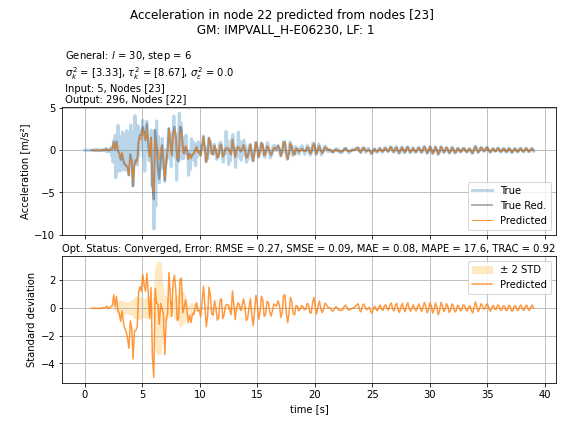 Acceleration in node 22 predicted from nodes [23]
GM: IMPVALL_H-E06230, LF: 1
General: l = 30, step = 6
σ²ₖ = [3.33], τ²ₖ = [8.67], σ²ₑ = 0.0
Input: 5, Nodes [23]
Output: 296, Nodes [22]
Acceleration [m/s²]
5
0
−5
−10
True
True Red.
Predicted
Opt. Status: Converged, Error: RMSE = 0.27, SMSE = 0.09, MAE = 0.08, MAPE = 17.6, TRAC = 0.92
Standard deviation
2
0
−2
−4
± 2 STD
Predicted
0 5 10 15 20 25 30 35 40
time [s]